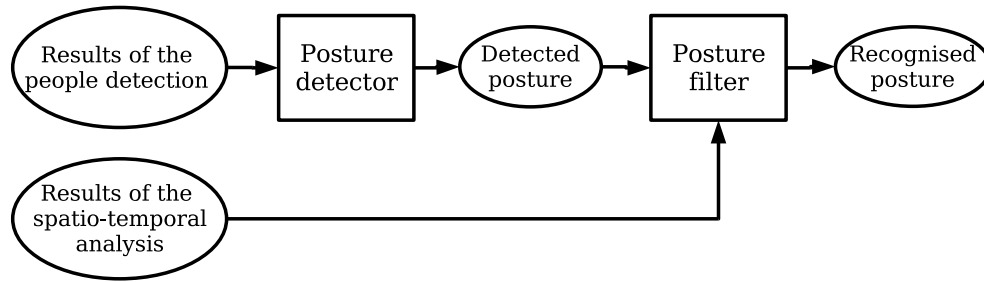 Results of the
people detection
Posture
detector
Detected
posture
Posture
filter
Recognised
posture
Results of the
spatio-temporal
analysis